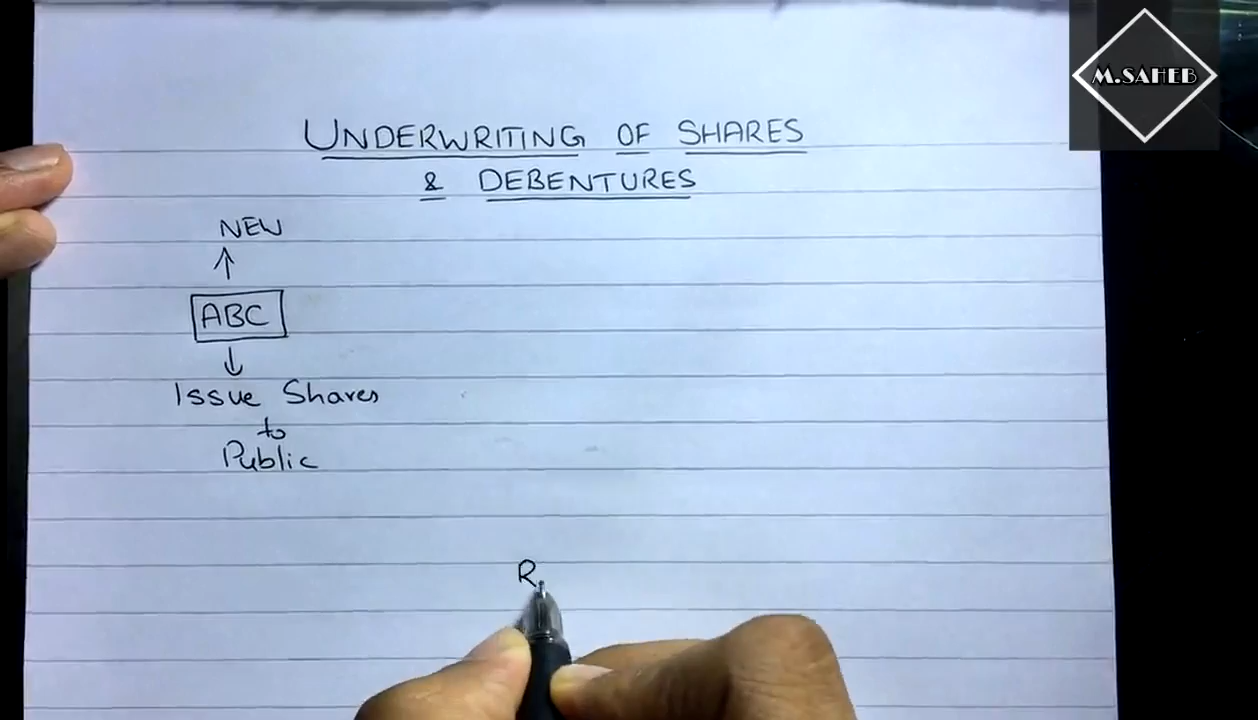 M.SAHEB
UNDERWRITING OF SHARES
& DEBENTURES
NEW
ABC
Issue Shares
to
Public
R